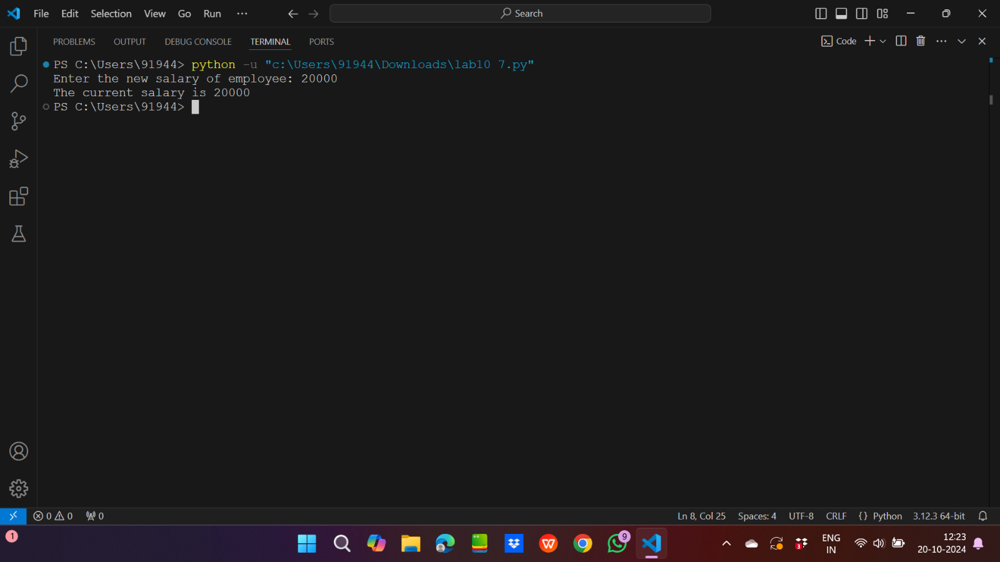 File Edit Selection View Go Run ··· Search
PROBLEMS OUTPUT DEBUG CONSOLE TERMINAL PORTS Code
PS C:\Users\91944> python -u "c:\Users\91944\Downloads\lab10 7.py"
Enter the new salary of employee: 20000
The current salary is 20000
PS C:\Users\91944>
0 0 0 Ln 8, Col 25 Spaces: 4 UTF-8 CRLF {} Python 3.12.3 64-bit
1 W 9 3 ENG 12:23
IN 20-10-2024